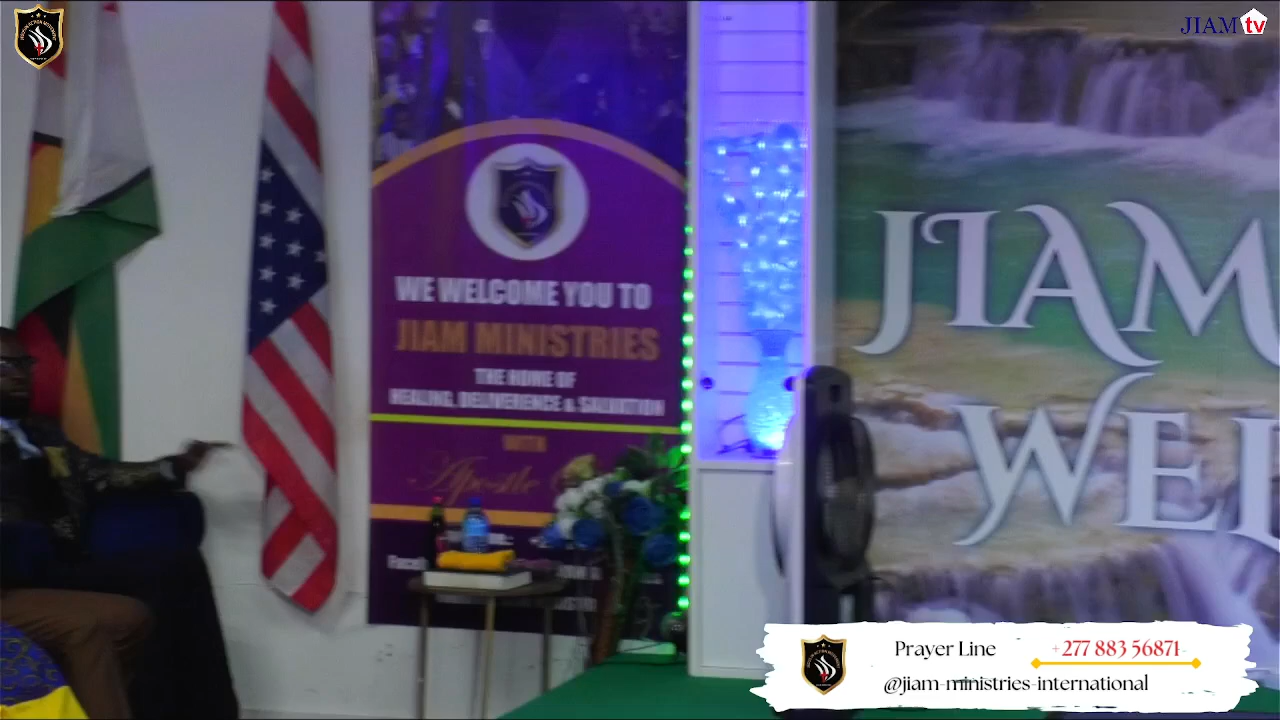 JIAM tv
WE WELCOME YOU TO
JIAM MINISTRIES
THE HOME OF
HEALING, DELIVERENCE & SALVATION
WITH
Apostle
JIAM
WEL
Prayer Line +277 883 56871
@jiam-ministries-international